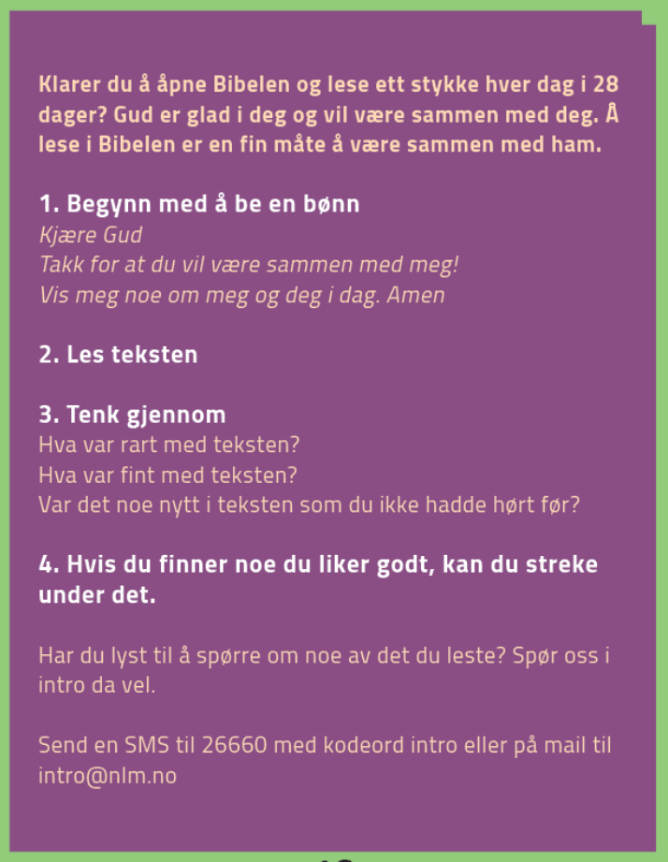 Klarer du å åpne Bibelen og lese ett stykke hver dag i 28
dager? Gud er glad i deg og vil være sammen med deg. Å
lese i Bibelen er en fin måte å være sammen med ham.
1. Begynn med å be en bønn
Kjære Gud
Takk for at du vil være sammen med meg!
Vis meg noe om meg og deg i dag. Amen
2. Les teksten
3. Tenk gjennom
Hva var rart med teksten?
Hva var fint med teksten?
Var det noe nytt i teksten som du ikke hadde hørt før?
4. Hvis du finner noe du liker godt, kan du streke
under det.
Har du lyst til å spørre om noe av det du leste? Spør oss i
intro da vel.
Send en SMS til 26660 med kodeord intro eller på mail til
intro@nlm.no